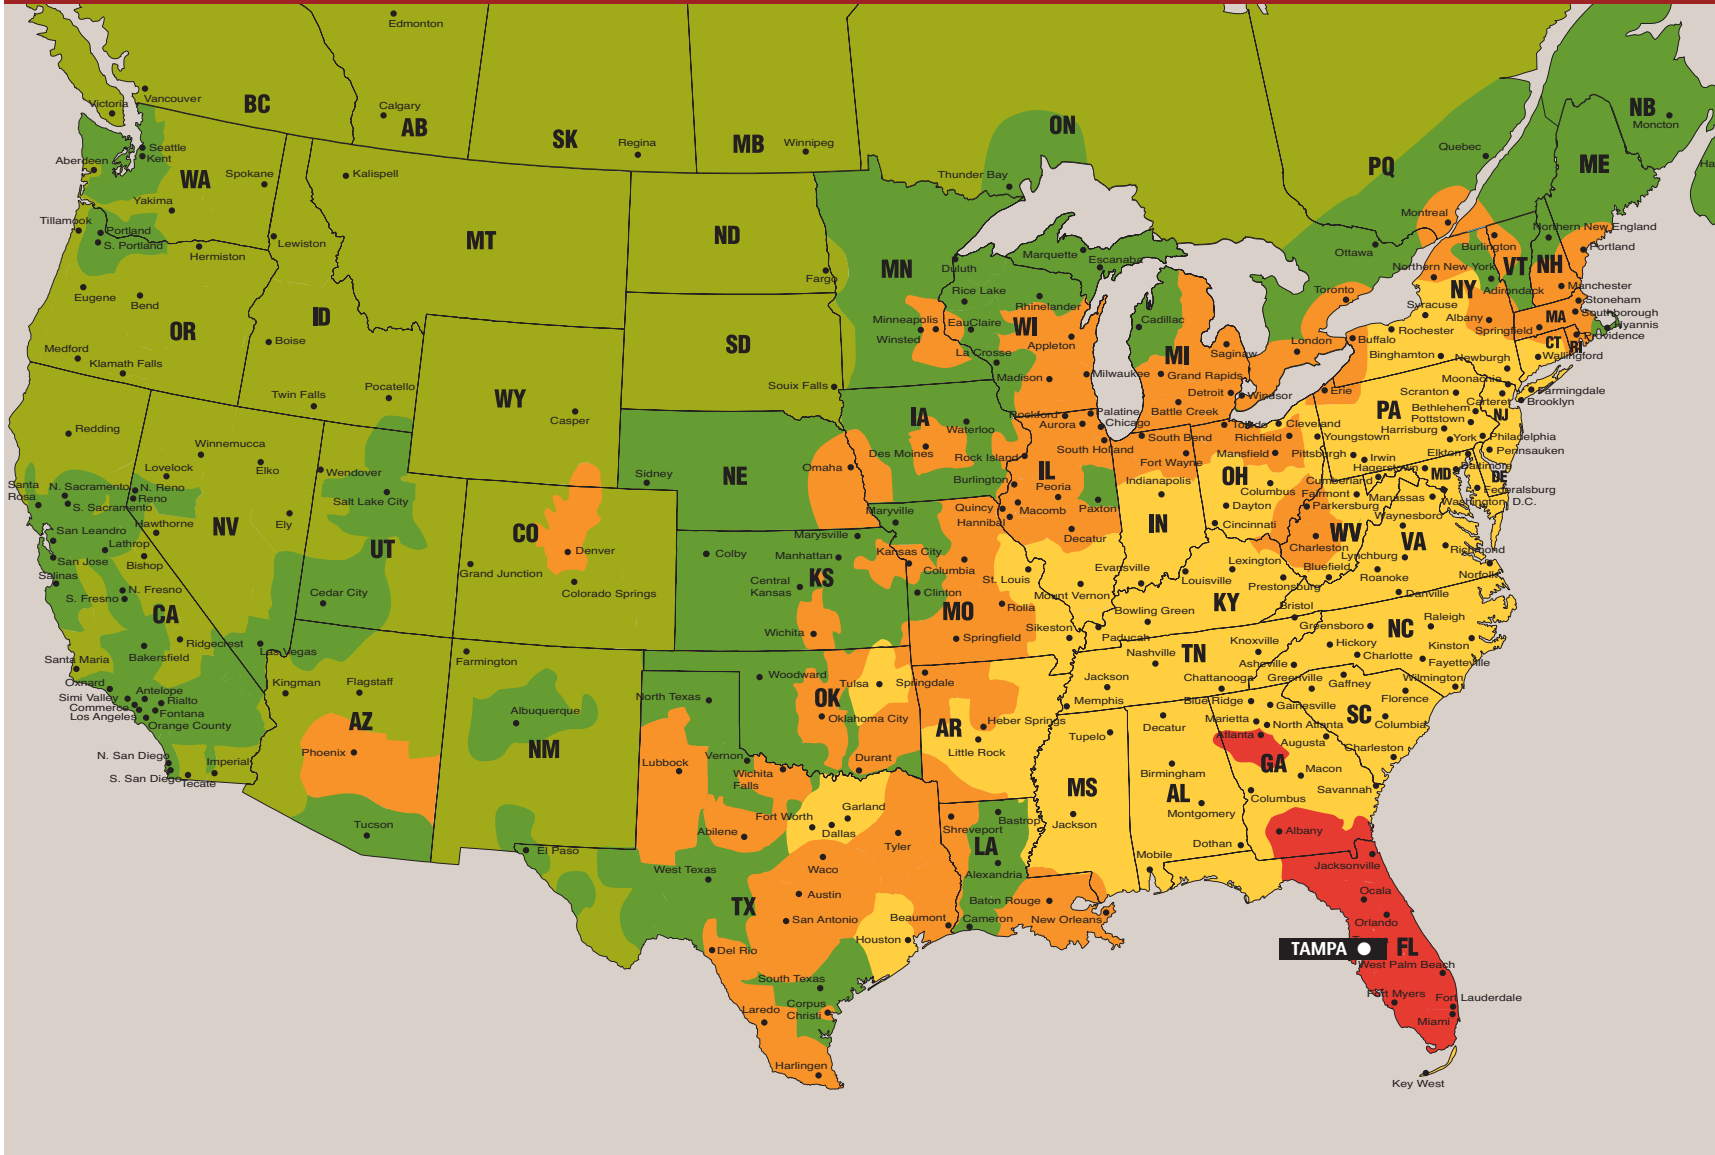 Edmonton
Vancouver
Victoria
BC
Calgary
AB
SK
Regina
MB
Winnipeg
ON
Thunder Bay
PQ
Quebec
NB
Moncton
ME
Ha
Seattle
Kent
Aberdeen
WA
Spokane
Yakima
Kalispell
Tillamook
Portland
S. Portland
Hermiston
Lewiston
MT
ND
Fargo
MN
Duluth
Marquette
Escanaba
Ottawa
Montreal
Burlington
Northern New England
Portland
Northern New York
VT
NH
Adirondack
Manchester
Stoneham
Southborough
Hyannis
Providence
Eugene
Bend
OR
ID
Boise
Medford
Klamath Falls
Twin Falls
Pocatello
WY
Casper
SD
Souix Falls
Minneapolis
Winsted
EauClaire
Rice Lake
Rhinelander
WI
Appleton
La Crosse
Madison
Milwaukee
Cadillac
MI
Saginaw
Grand Rapids
Detroit
Battle Creek
Windsor
London
Toronto
Buffalo
Rochester
Syracuse
NY
Albany
Springfield
MA
CT
RI
Wallingford
Binghamton
Newburgh
Moonachie
Erie
Scranton
Carteret
Farmingdale
Brooklyn
PA
Bethlehem
Pottstown
NJ
Harrisburg
York
Philadelphia
Pennsauken
Elkton
Baltimore
Redding
Winnemucca
Lovelock
Elko
Wendover
Salt Lake City
Santa
Rosa
N. Sacramento
S. Sacramento
N. Reno
Reno
NV
Ely
Hawthorne
San Leandro
Lathrop
San Jose
Bishop
Salinas
UT
CO
Denver
Grand Junction
Colorado Springs
NE
Sidney
Omaha
IA
Waterloo
Des Moines
Rock Island
Burlington
Rockford
Aurora
Palatine
Chicago
South Holland
South Bend
Toledo
Cleveland
Richfield
Youngstown
Fort Wayne
Mansfield
Pittsburgh
Irwin
Hagerstown
Cumberland
MD
DE
Federalsburg
Washington, D.C.
IL
Peoria
Macomb
Paxton
Quincy
Hannibal
Decatur
Indianapolis
IN
OH
Columbus
Dayton
Cincinnati
Fairmont
Parkersburg
Manassas
WV
Charleston
Waynesboro
VA
Richmond
Lynchburg
Roanoke
Norfolk
Danville
Bluefield
Prestonsburg
Bristol
S. Fresno
N. Fresno
CA
Cedar City
Ridgecrest
Bakersfield
Las Vegas
Santa Maria
Oxnard
Simi Valley
Commerce
Los Angeles
Antelope
Rialto
Fontana
Orange County
N. San Diego
S. San Diego
Tecate
Imperial
Kingman
Flagstaff
AZ
Phoenix
Tucson
Farmington
Albuquerque
NM
El Paso
Colby
Manhattan
Marysville
Maryville
Central
Kansas
KS
Wichita
Kansas City
Columbia
Clinton
MO
St. Louis
Rolla
Springfield
Sikeston
Mount Vernon
Evansville
Louisville
Lexington
KY
Bowling Green
Paducah
Nashville
TN
Knoxville
Jackson
Memphis
Chattanooga
Asheville
Greensboro
Hickory
Charlotte
NC
Raleigh
Kinston
Fayetteville
Wilmington
Greenville
Gaffney
Florence
SC
Columbia
Charleston
North Texas
Woodward
OK
Tulsa
Oklahoma City
Durant
Springdale
AR
Heber Springs
Little Rock
Tupelo
Decatur
Blue Ridge
Gainesville
Marietta
North Atlanta
Atlanta
Augusta
GA
Macon
Savannah
Columbus
Albany
Birmingham
AL
Montgomery
Dothan
Mobile
MS
Jackson
Lubbock
Vernon
Wichita
Falls
Abilene
Fort Worth
Garland
Dallas
Tyler
Waco
West Texas
TX
Austin
San Antonio
Del Rio
South Texas
Corpus
Christi
Laredo
Harlingen
Houston
Beaumont
Shreveport
Bastrop
LA
Alexandria
Baton Rouge
Cameron
New Orleans
Jacksonville
Ocala
Orlando
TAMPA
FL
West Palm Beach
Fort Myers
Fort Lauderdale
Miami
Key West